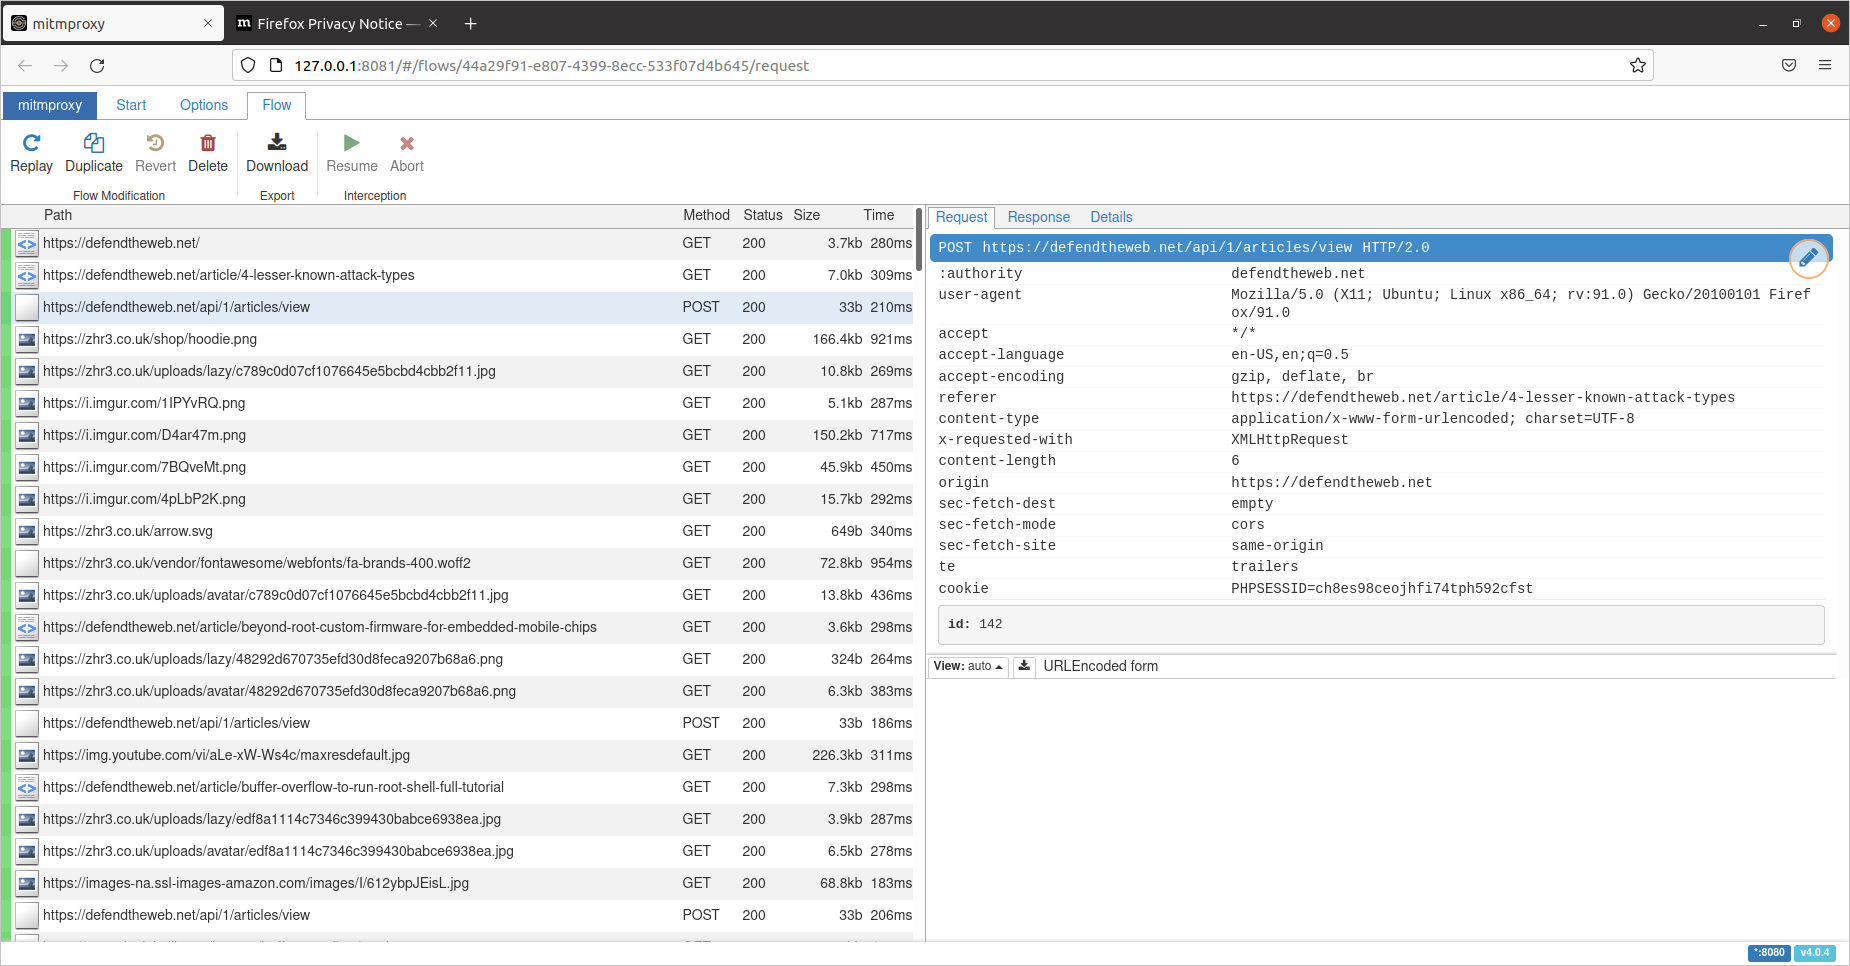 mitmproxy
Firefox Privacy Notice —
127.0.0.1:8081/#/flows/44a29f91-e807-4399-8ecc-533f07d4b645/request
mitmproxy Start Options Flow
Replay Duplicate Revert Delete Download Resume Abort
Flow Modification Export Interception
Path Method Status Size Time
https://defendtheweb.net/ GET 200 3.7kb 280ms
https://defendtheweb.net/article/4-lesser-known-attack-types GET 200 7.0kb 309ms
https://defendtheweb.net/api/1/articles/view POST 200 33b 210ms
https://zhr3.co.uk/shop/hoodie.png GET 200 166.4kb 921ms
https://zhr3.co.uk/uploads/lazy/c789c0d07cf1076645e5bcbd4cbb2f11.jpg GET 200 10.8kb 269ms
https://i.imgur.com/1IPYvRQ.png GET 200 5.1kb 287ms
https://i.imgur.com/D4ar47m.png GET 200 150.2kb 717ms
https://i.imgur.com/7BQveMt.png GET 200 45.9kb 450ms
https://i.imgur.com/4pLbP2K.png GET 200 15.7kb 292ms
https://zhr3.co.uk/arrow.svg GET 200 649b 340ms
https://zhr3.co.uk/vendor/fontawesome/webfonts/fa-brands-400.woff2 GET 200 72.8kb 954ms
https://zhr3.co.uk/uploads/avatar/c789c0d07cf1076645e5bcbd4cbb2f11.jpg GET 200 13.8kb 436ms
https://defendtheweb.net/article/beyond-root-custom-firmware-for-embedded-mobile-chips GET 200 3.6kb 298ms
https://zhr3.co.uk/uploads/lazy/48292d670735efd30d8feca9207b68a6.png GET 200 324b 264ms
https://zhr3.co.uk/uploads/avatar/48292d670735efd30d8feca9207b68a6.png GET 200 6.3kb 383ms
https://defendtheweb.net/api/1/articles/view POST 200 33b 186ms
https://img.youtube.com/vi/aLe-xW-Ws4c/maxresdefault.jpg GET 200 226.3kb 311ms
https://defendtheweb.net/article/buffer-overflow-to-run-root-shell-full-tutorial GET 200 7.3kb 298ms
https://zhr3.co.uk/uploads/lazy/edf8a1114c7346c399430babce6938ea.jpg GET 200 3.9kb 287ms
https://zhr3.co.uk/uploads/avatar/edf8a1114c7346c399430babce6938ea.jpg GET 200 6.5kb 278ms
https://images-na.ssl-images-amazon.com/images/I/612ybpJEisL.jpg GET 200 68.8kb 183ms
https://defendtheweb.net/api/1/articles/view POST 200 33b 206ms
Request Response Details
POST https://defendtheweb.net/api/1/articles/view HTTP/2.0
:authority defendtheweb.net
user-agent Mozilla/5.0 (X11; Ubuntu; Linux x86_64; rv:91.0) Gecko/20100101 Firef
ox/91.0
accept */*
accept-language en-US,en;q=0.5
accept-encoding gzip, deflate, br
referer https://defendtheweb.net/article/4-lesser-known-attack-types
content-type application/x-www-form-urlencoded; charset=UTF-8
x-requested-with XMLHttpRequest
content-length 6
origin https://defendtheweb.net
sec-fetch-dest empty
sec-fetch-mode cors
sec-fetch-site same-origin
te trailers
cookie PHPSESSID=ch8es98ceojhfi74tph592cfst
id: 142
View: auto URLEncoded form
*:8080 v4.0.4